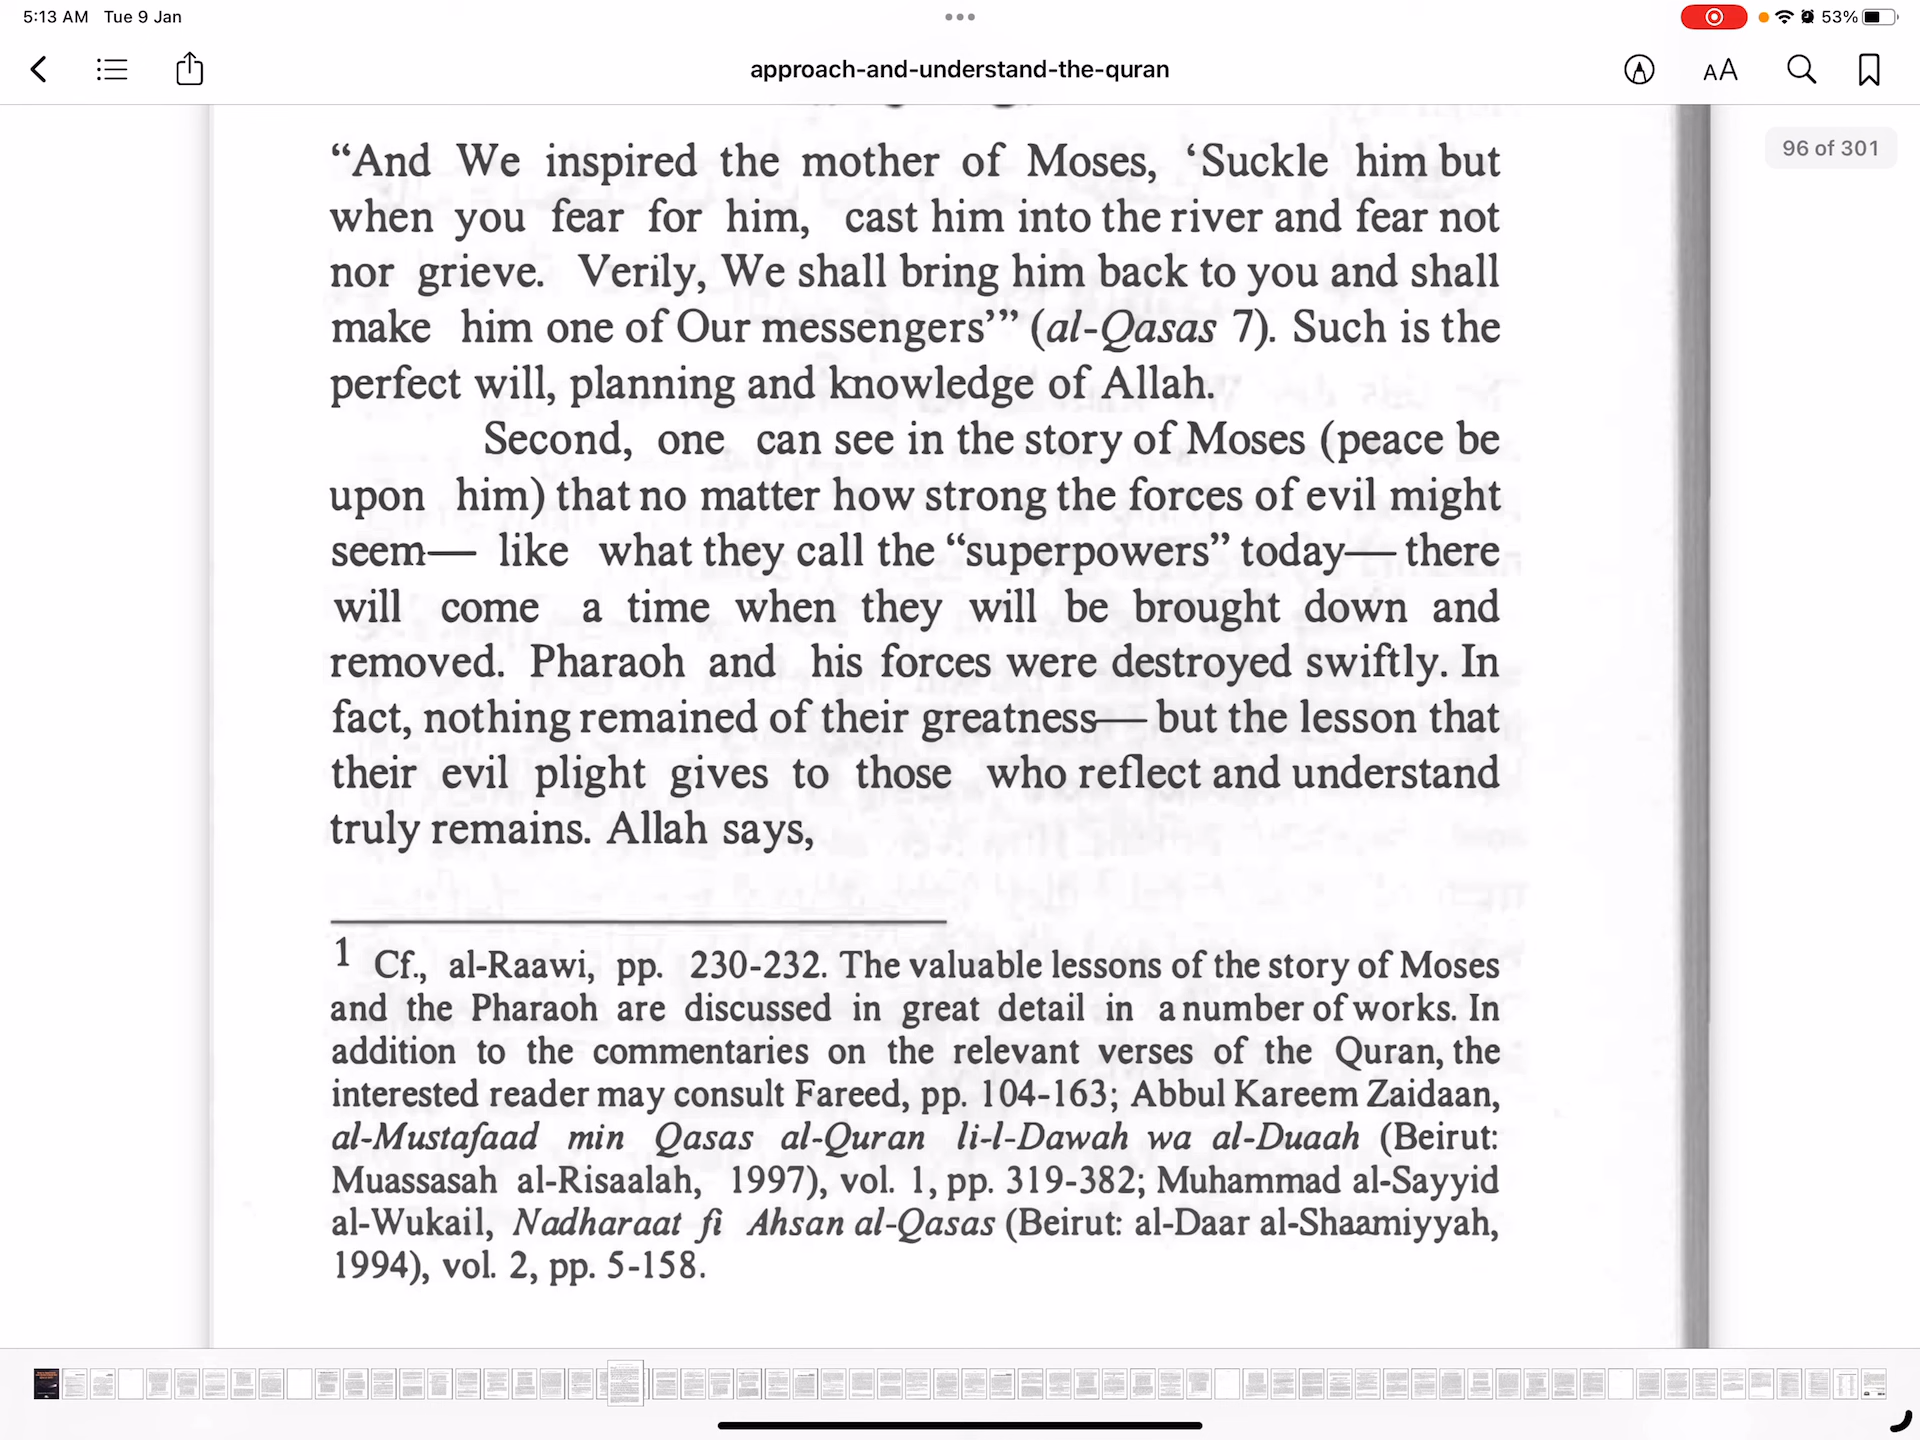 5:13 AM Tue 9 Jan
53%
approach-and-understand-the-quran
AA
96 of 301
“And We inspired the mother of Moses, ‘Suckle him but
when you fear for him, cast him into the river and fear not
nor grieve. Verily, We shall bring him back to you and shall
make him one of Our messengers’” (al-Qasas 7). Such is the
perfect will, planning and knowledge of Allah.
Second, one can see in the story of Moses (peace be
upon him) that no matter how strong the forces of evil might
seem— like what they call the “superpowers” today— there
will come a time when they will be brought down and
removed. Pharaoh and his forces were destroyed swiftly. In
fact, nothing remained of their greatness— but the lesson that
their evil plight gives to those who reflect and understand
truly remains. Allah says,
1 Cf., al-Raawi, pp. 230-232. The valuable lessons of the story of Moses
and the Pharaoh are discussed in great detail in a number of works. In
addition to the commentaries on the relevant verses of the Quran, the
interested reader may consult Fareed, pp. 104-163; Abbul Kareem Zaidaan,
al-Mustafaad min Qasas al-Quran li-l-Dawah wa al-Duaah (Beirut:
Muassasah al-Risaalah, 1997), vol. 1, pp. 319-382; Muhammad al-Sayyid
al-Wukail, Nadharaat fi Ahsan al-Qasas (Beirut: al-Daar al-Shaamiyyah,
1994), vol. 2, pp. 5-158.